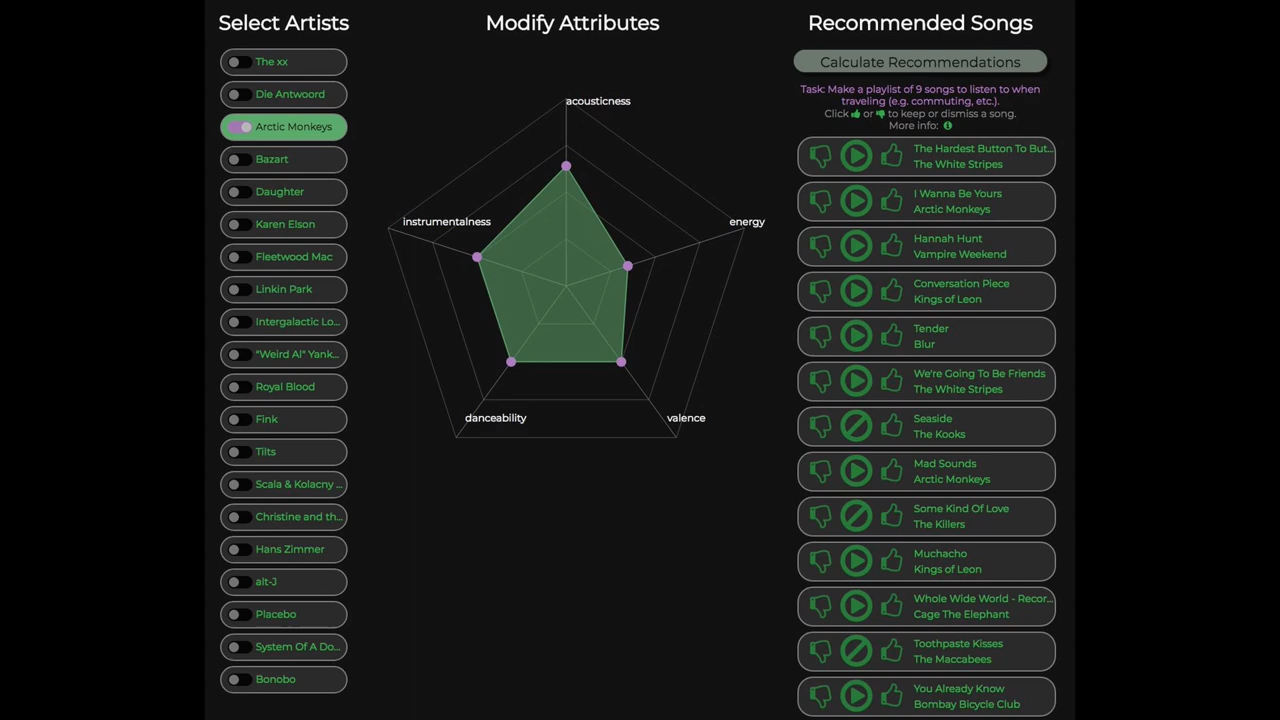 Select Artists
The xx
Die Antwoord
Arctic Monkeys
Bazart
Daughter
Karen Elson
Fleetwood Mac
Linkin Park
Intergalactic Lo...
"Weird Al" Yank...
Royal Blood
Fink
Tilts
Scala & Kolacny ...
Christine and th...
Hans Zimmer
alt-J
Placebo
System Of A Do...
Bonobo
Modify Attributes
acousticness
instrumentalness
energy
danceability
valence
Recommended Songs
Calculate Recommendations
Task: Make a playlist of 9 songs to listen to when
traveling (e.g. commuting, etc.).
Click or to keep or dismiss a song.
More info:
The Hardest Button To But...
The White Stripes
I Wanna Be Yours
Arctic Monkeys
Hannah Hunt
Vampire Weekend
Conversation Piece
Kings of Leon
Tender
Blur
We're Going To Be Friends
The White Stripes
Seaside
The Kooks
Mad Sounds
Arctic Monkeys
Some Kind Of Love
The Killers
Muchacho
Kings of Leon
Whole Wide World - Recor...
Cage The Elephant
Toothpaste Kisses
The Maccabees
You Already Know
Bombay Bicycle Club